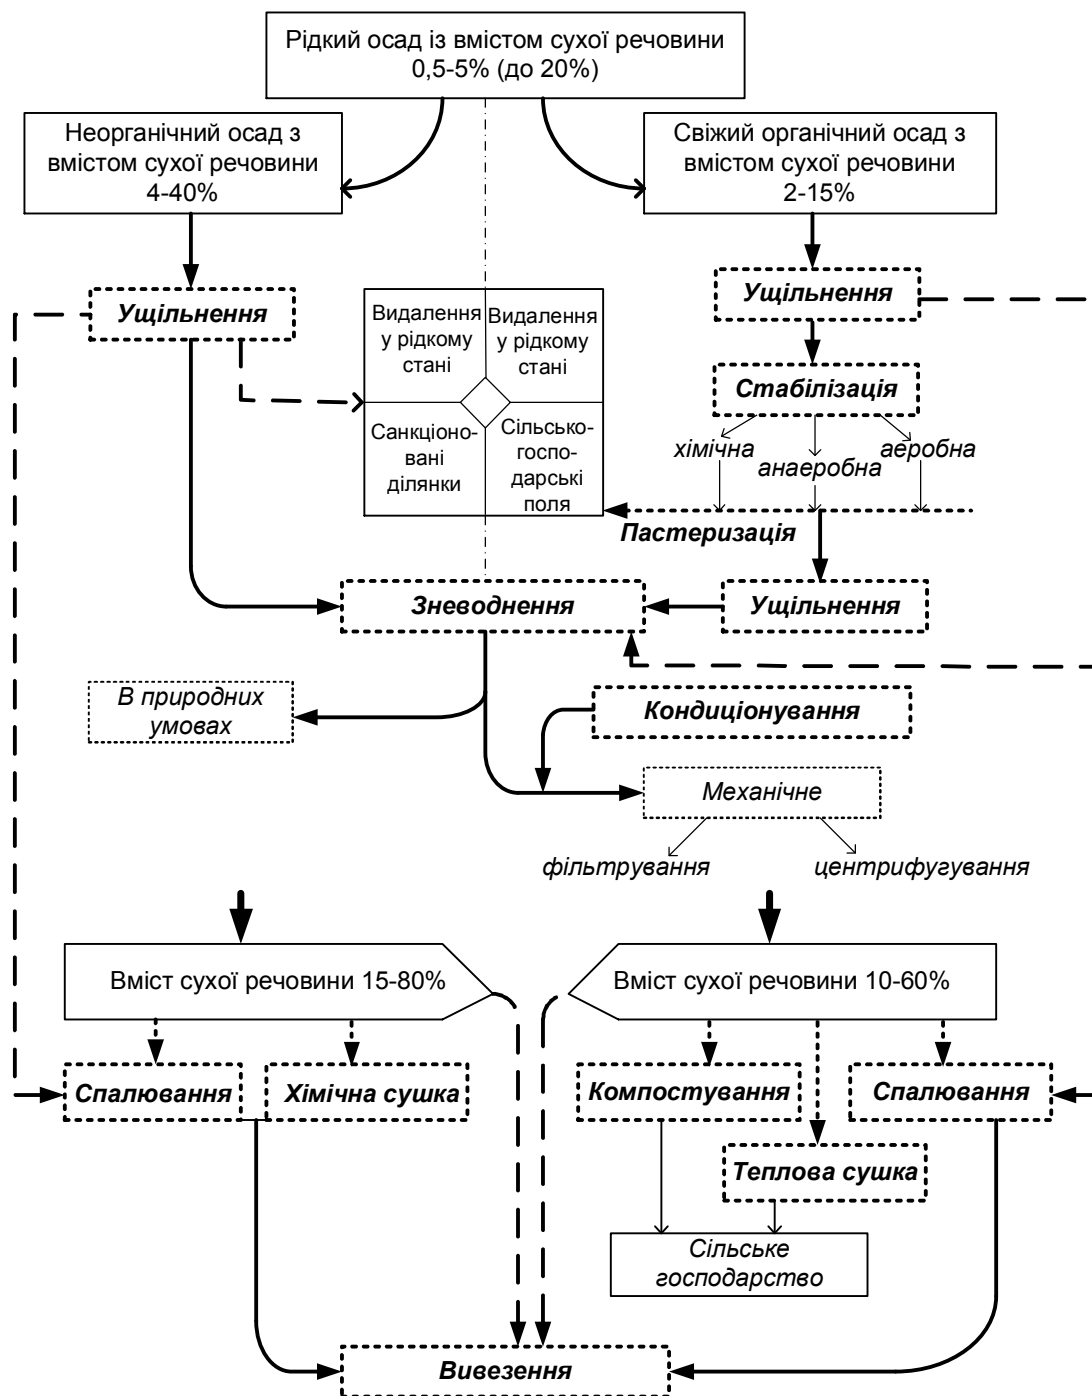 Рідкий осад із вмістом сухої речовини
0,5-5% (до 20%)
Неорганічний осад з
вмістом сухої речовини
4-40%
Свіжий органічний осад з
вмістом сухої речовини
2-15%
Ущільнення
Ущільнення
Видалення
у рідкому
стані
Видалення
у рідкому
стані
Санкціоно-
вані
ділянки
Сільсько-
госпо-
дарські
поля
Стабілізація
хімічна
анаеробна
аеробна
Пастеризація
Зневоднення
Ущільнення
В природних
умовах
Кондиціонування
Механічне
фільтрування
центрифугування
Вміст сухої речовини 15-80%
Вміст сухої речовини 10-60%
Спалювання
Хімічна сушка
Компостування
Спалювання
Теплова сушка
Сільське
господарство
Вивезення